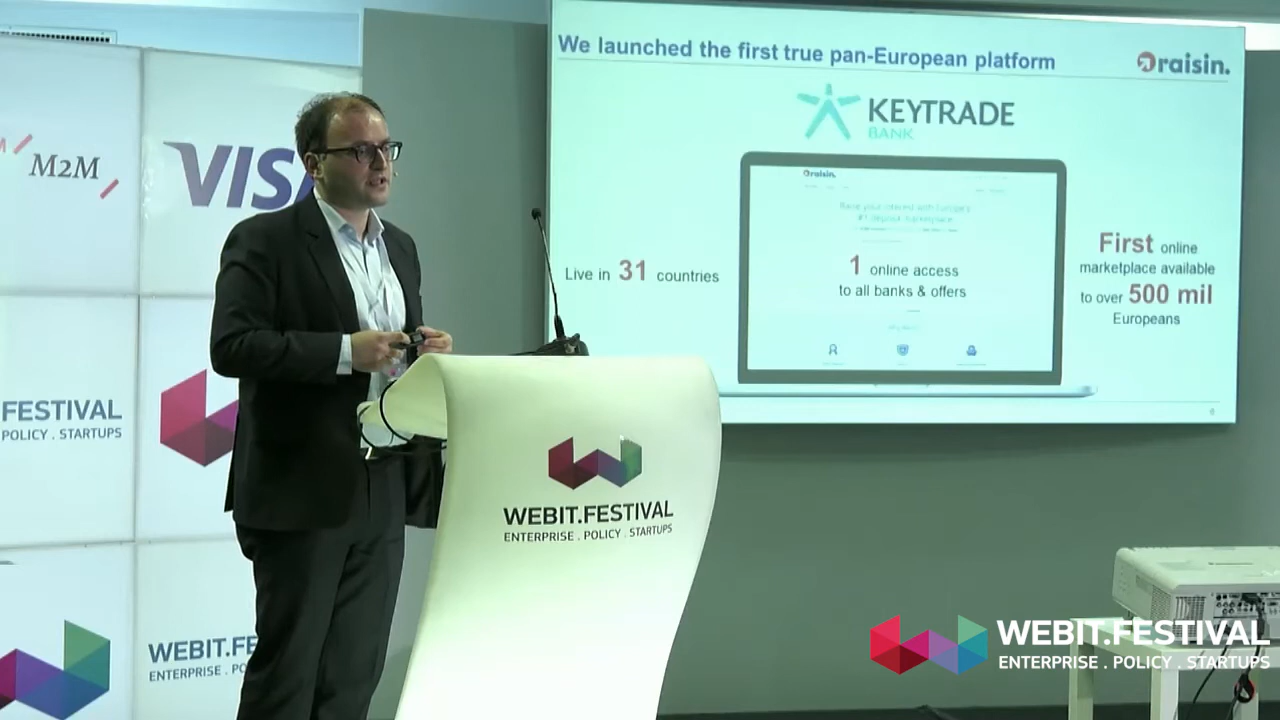 We launched the first true pan-European platform
raisin.
KEYTRADE
BANK
raisin.
Live in 31 countries
1 online access
to all banks & offers
First online
marketplace available
to over 500 mil
Europeans
6
M2M
VISA
FESTIVAL
POLICY . STARTUPS
WEBIT.FE
ENTERPRISE . PO
WEBIT.FESTIVAL
ENTERPRISE . POLICY . STARTUPS
WEBIT.FESTIVAL
ENTERPRISE . POLICY . STARTUPS